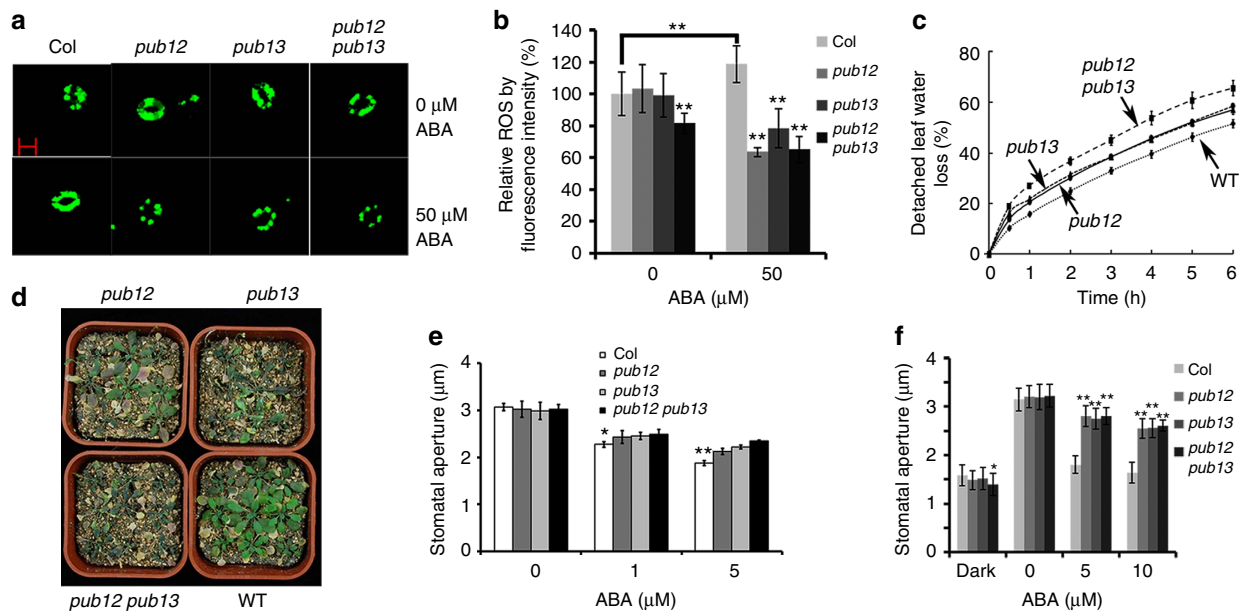 a
Col
pub12
pub13
pub12
pub13
0 μM
ABA
50 μM
ABA
b
Relative ROS by
fluorescence intensity (%)
140
120
100
80
60
40
20
0
**
**
**
**
**
0
50
ABA (μM)
Col
pub12
pub13
pub12
pub13
c
Detached leaf water
loss (%)
80
60
40
20
0
pub12
pub13
pub13
pub12
WT
0 1 2 3 4 5 6
Time (h)
d
pub12
pub13
pub12 pub13
WT
e
Stomatal aperture (μm)
4
3
2
1
0
Col
pub12
pub13
pub12 pub13
*
**
0 1 5
ABA (μM)
f
Stomatal aperture (μm)
4
3
2
1
0
Col
pub12
pub13
pub12
pub13
*
** ** **
** ** **
Dark 0 5 10
ABA (μM)